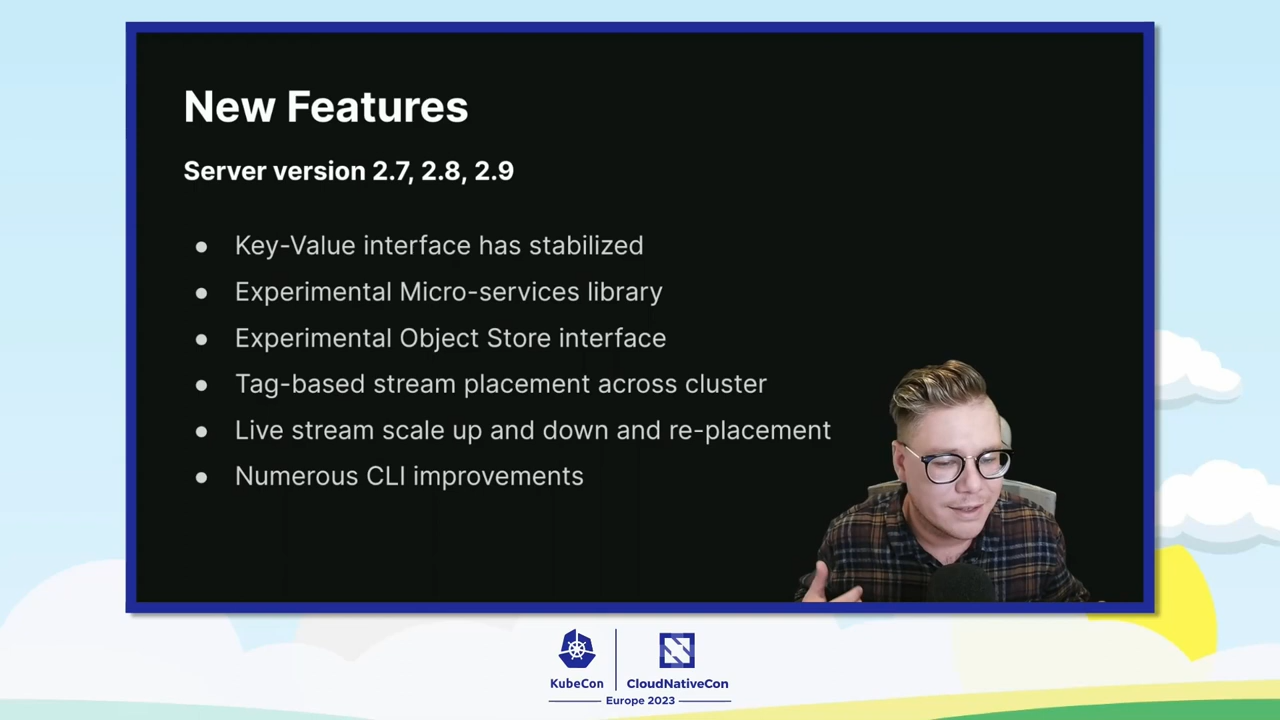 New Features
Server version 2.7, 2.8, 2.9
● Key-Value interface has stabilized
● Experimental Micro-services library
● Experimental Object Store interface
● Tag-based stream placement across cluster
● Live stream scale up and down and re-placement
● Numerous CLI improvements
KubeCon
CloudNativeCon
Europe 2023